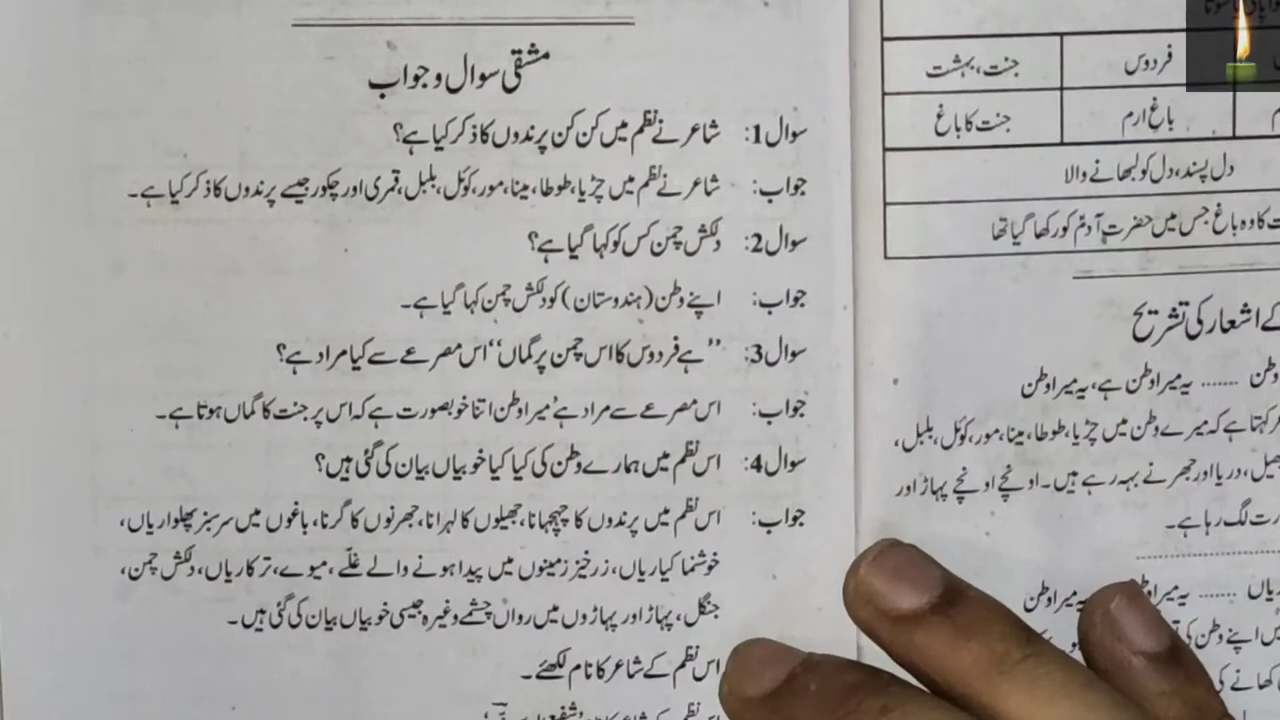 مشقی سوال و جواب
سوال 1: شاعر نے نظم میں کن کن پرندوں کا ذکر کیا ہے؟
جواب: شاعر نے نظم میں چڑیا، طوطا، مینا، مور، کوئل، بلبل، قمری اور چکور جیسے پرندوں کا ذکر کیا ہے۔
سوال 2: دلکش چمن کس کو کہا گیا ہے؟
جواب: اپنے وطن (ہندوستان) کو دلکش چمن کہا گیا ہے۔
سوال 3: ”ہے فردوس کا اس چمن پر گماں“ اس مصرعے سے کیا مراد ہے؟
جواب: اس مصرعے سے مراد ہے میرا وطن اتنا خوبصورت ہے کہ اس پر جنت کا گماں ہوتا ہے۔
سوال 4: اس نظم میں ہمارے وطن کی کیا کیا خوبیاں بیان کی گئی ہیں؟
جواب: اس نظم میں پرندوں کا چہچہانا، جھیلوں کا لہرانا، جھرنوں کا گرنا، باغوں میں سرسبز پھلواریاں،
خوشنما کیاریاں، زرخیز زمینوں میں پیدا ہونے والے غلّے، میوے، ترکاریاں، دلکش چمن،
جنگل، پہاڑ اور پہاڑوں میں رواں چشمے وغیرہ جیسی خوبیاں بیان کی گئی ہیں۔
اس نظم کے شاعر کا نام لکھئے۔
فردوس جنت، بہشت
باغِ ارم جنت کا باغ
دل پسند، دل کو لبھانے والا
کا وہ باغ جس میں حضرت آدمؑ کو رکھا گیا تھا
کے اشعار کی تشریح
وطن ....... یہ میرا وطن ہے، یہ میرا وطن
کہتا ہے کہ میرے وطن میں چڑیا، طوطا، مینا، مور، کوئل، بلبل،
جھیل، دریا اور جھرنے بہہ رہے ہیں۔ اونچے اونچے پہاڑ اور
لگ رہا ہے۔
....... یہ میرا یہ میرا وطن
اپنے وطن کی
کھانے کی